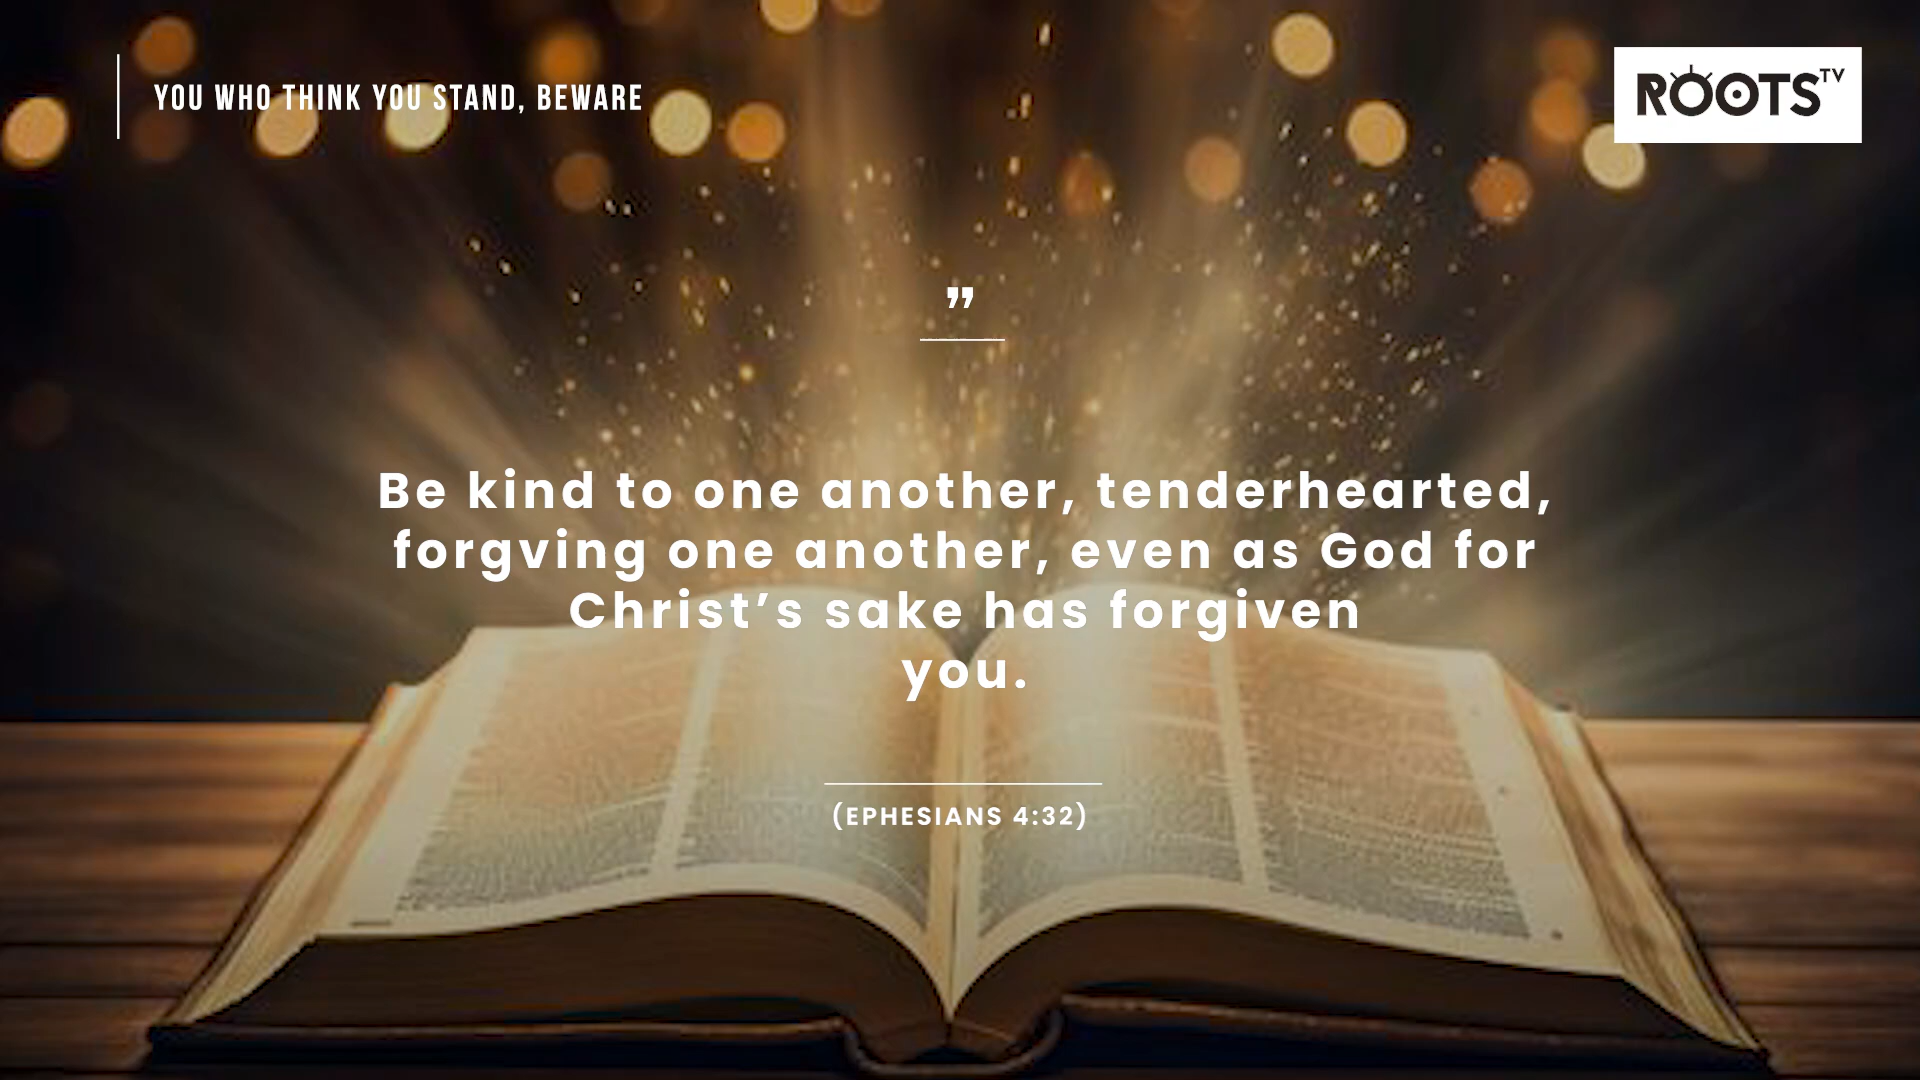 YOU WHO THINK YOU STAND, BEWARE
ROOTS TV
”
Be kind to one another, tenderhearted,
forgving one another, even as God for
Christ’s sake has forgiven
you.
(EPHESIANS 4:32)